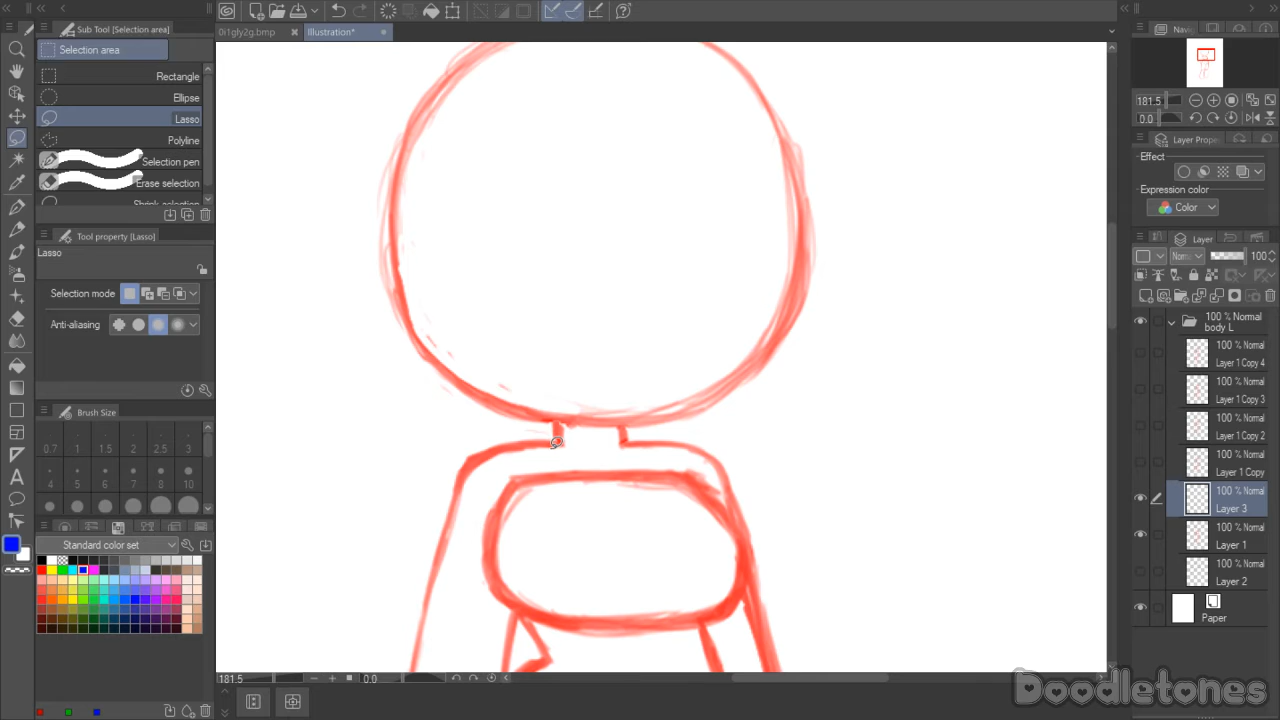 Sub Tool [Selection area]
Selection area
Rectangle
Ellipse
Lasso
Polyline
Selection pen
Erase selection
Shrink selection
Tool property [Lasso]
Lasso
Selection mode
Anti-aliasing
Brush Size
0.7 1 1.5 2 2.5 3
4 5 6 7 8 10
Standard color set
0i1gly2g.bmp
Illustration*
181.5
0.0
Navig
181.5
0.0
Layer Prope
Effect
Expression color
Color
Layer
Norma
100
100 % Normal
body L
100 % Normal
Layer 1 Copy 4
100 % Normal
Layer 1 Copy 3
100 % Normal
Layer 1 Copy 2
100 % Normal
Layer 1 Copy
100 % Normal
Layer 3
100 % Normal
Layer 1
100 % Normal
Layer 2
Paper
Doodletones